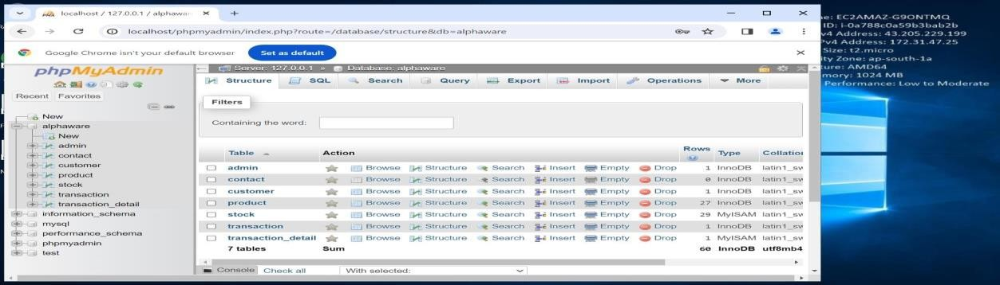 localhost / 127.0.0.1 / alphawar
localhost/phpmyadmin/index.php?route=/database/structure&db=alphaware
Google Chrome isn't your default browser Set as default
phpMyAdmin
Recent Favorites
New
alphaware
New
admin
contact
customer
product
stock
transaction
transaction_detail
information_schema
mysql
performance_schema
phpmyadmin
test
Server: 127.0.0.1 » Database: alphaware
Structure SQL Search Query Export Import Operations More
Filters
Containing the word:
Table Action Rows Type Collation
admin Browse Structure Search Insert Empty Drop 1 InnoDB latin1_sw
contact Browse Structure Search Insert Empty Drop 0 InnoDB latin1_sw
customer Browse Structure Search Insert Empty Drop 1 InnoDB latin1_sw
product Browse Structure Search Insert Empty Drop 27 InnoDB latin1_sw
stock Browse Structure Search Insert Empty Drop 29 MyISAM latin1_sw
transaction Browse Structure Search Insert Empty Drop 1 InnoDB latin1_sw
transaction_detail Browse Structure Search Insert Empty Drop 1 MyISAM latin1_sw
7 tables Sum 60 InnoDB utf8mb4
Console Check all With selected:
me: EC2AMAZ-G9ONTMQ
ID: i-0a788c0a59b3bab2b
v4 Address: 43.205.229.199
Pv4 Address: 172.31.47.25
Size: t2.micro
ity Zone: ap-south-1a
ture: AMD64
mory: 1024 MB
Performance: Low to Moderate